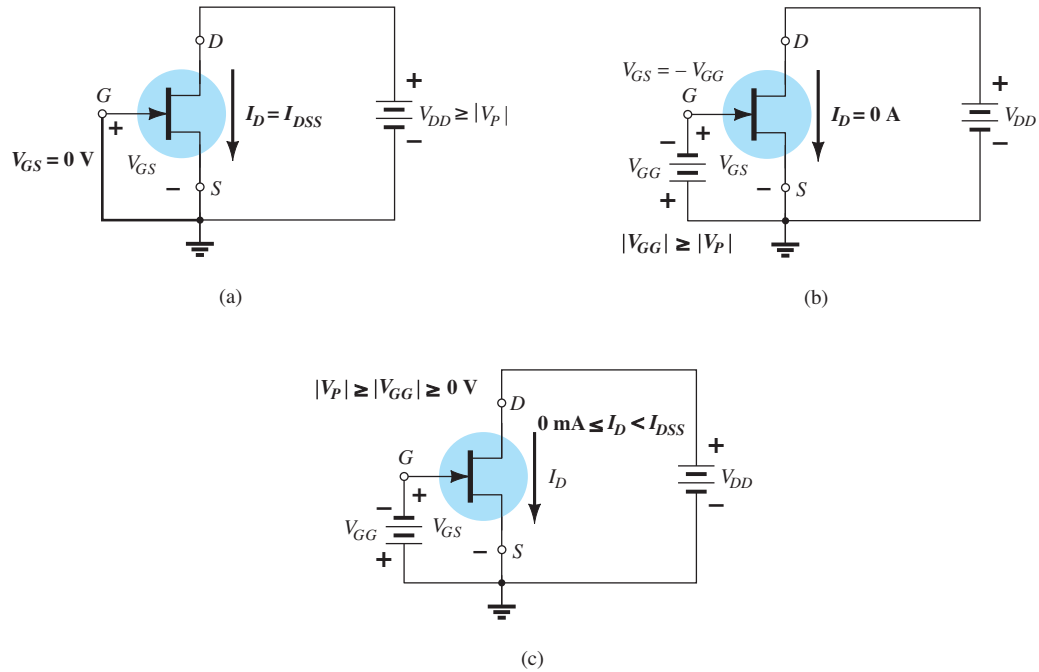 D
G
+
I_D = I_DSS
+
V_DD ≥ |V_P|
−
V_GS = 0 V
V_GS
−
S
(a)
D
V_GS = − V_GG
G
−
+
I_D = 0 A
+
V_DD
−
V_GG
V_GS
+
−
S
|V_GG| ≥ |V_P|
(b)
|V_P| ≥ |V_GG| ≥ 0 V
D
0 mA ≤ I_D < I_DSS
G
−
+
I_D
+
V_DD
−
V_GG
V_GS
+
−
S
(c)